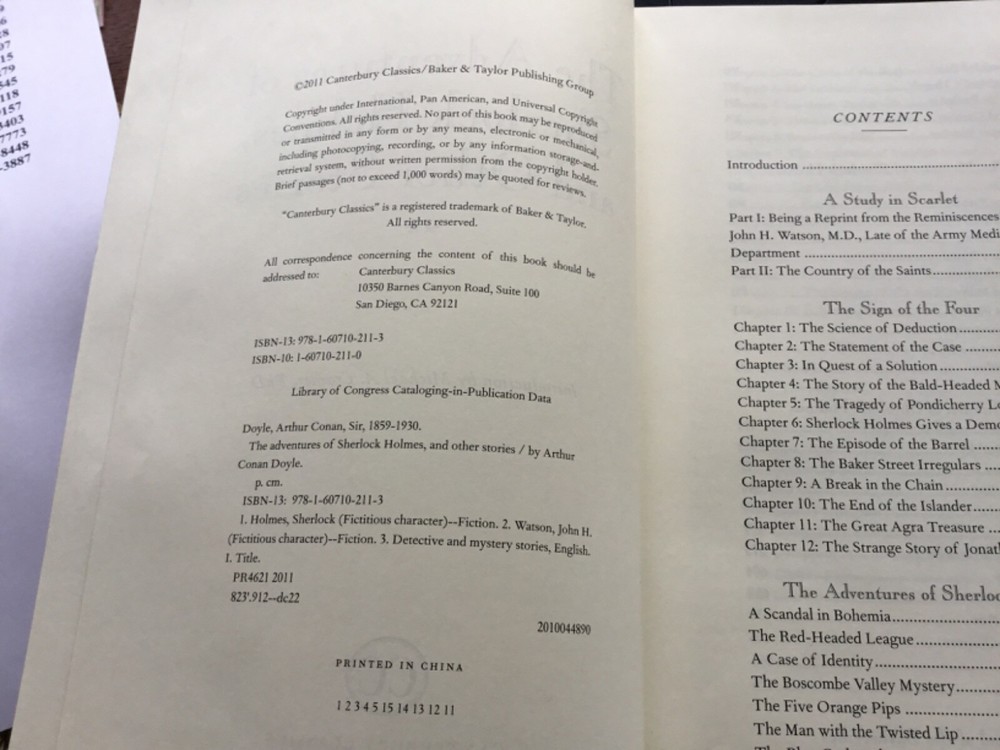 15
79
545
118
157
3403
7773
-8448
-3887
©2011 Canterbury Classics/Baker & Taylor Publishing Group
Copyright under International, Pan American, and Universal Copyright
Conventions. All rights reserved. No part of this book may be reproduced
or transmitted in any form or by any means, electronic or mechanical,
including photocopying, recording, or by any information storage-and-
retrieval system, without written permission from the copyright holder.
Brief passages (not to exceed 1,000 words) may be quoted for reviews.
"Canterbury Classics" is a registered trademark of Baker & Taylor.
All rights reserved.
All correspondence concerning the content of this book should be
addressed to: Canterbury Classics
10350 Barnes Canyon Road, Suite 100
San Diego, CA 92121
ISBN-13: 978-1-60710-211-3
ISBN-10: 1-60710-211-0
Library of Congress Cataloging-in-Publication Data
Doyle, Arthur Conan, Sir, 1859-1930.
The adventures of Sherlock Holmes, and other stories / by Arthur
Conan Doyle.
p. cm.
ISBN-13: 978-1-60710-211-3
1. Holmes, Sherlock (Fictitious character)--Fiction. 2. Watson, John H.
(Fictitious character)--Fiction. 3. Detective and mystery stories, English.
I. Title.
PR4621 2011
823'.912--dc22
2010044890
PRINTED IN CHINA
1 2 3 4 5 15 14 13 12 11
CONTENTS
Introduction
A Study in Scarlet
Part I: Being a Reprint from the Reminiscences
John H. Watson, M.D., Late of the Army Medi
Department
Part II: The Country of the Saints
The Sign of the Four
Chapter 1: The Science of Deduction
Chapter 2: The Statement of the Case
Chapter 3: In Quest of a Solution
Chapter 4: The Story of the Bald-Headed M
Chapter 5: The Tragedy of Pondicherry Lo
Chapter 6: Sherlock Holmes Gives a Demo
Chapter 7: The Episode of the Barrel
Chapter 8: The Baker Street Irregulars
Chapter 9: A Break in the Chain
Chapter 10: The End of the Islander
Chapter 11: The Great Agra Treasure
Chapter 12: The Strange Story of Jonat
The Adventures of Sherloc
A Scandal in Bohemia
The Red-Headed League
A Case of Identity
The Boscombe Valley Mystery
The Five Orange Pips
The Man with the Twisted Lip